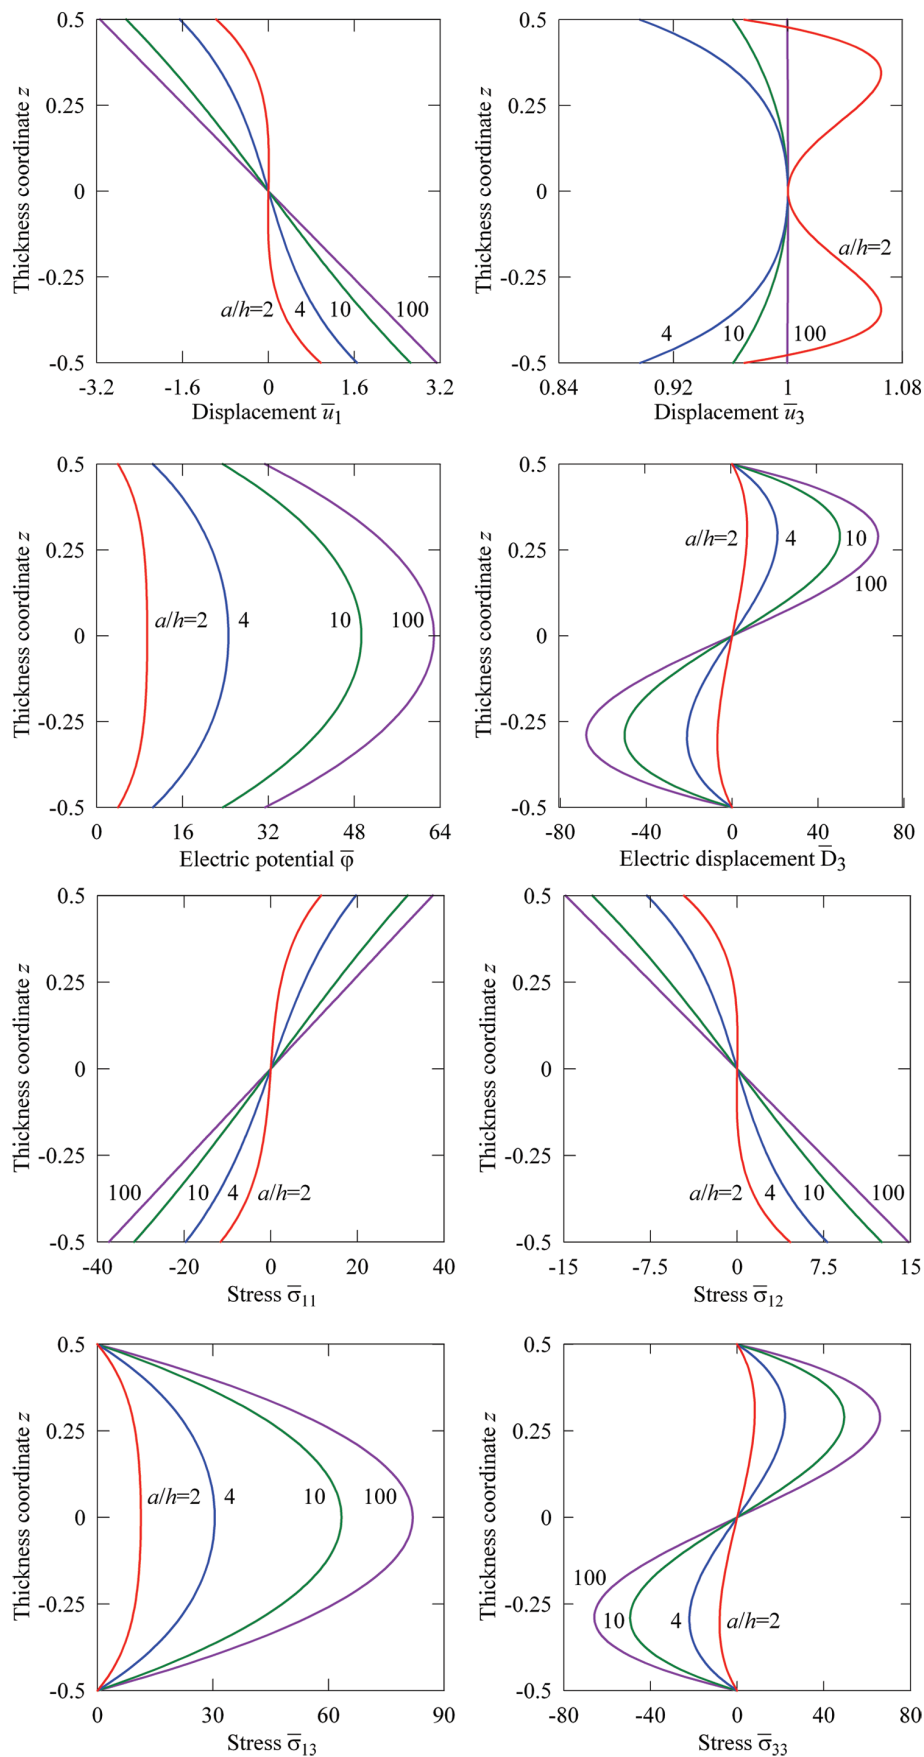 0.5
0.25
0
-0.25
-0.5
Thickness coordinate z
a/h=2 4 10 100
-3.2 -1.6 0 1.6 3.2
Displacement u̅1
0.5
0.25
0
-0.25
-0.5
Thickness coordinate z
a/h=2
4 10 100
0.84 0.92 1 1.08
Displacement u̅3
0.5
0.25
0
-0.25
-0.5
Thickness coordinate z
a/h=2 4 10 100
0 16 32 48 64
Electric potential φ̅
0.5
0.25
0
-0.25
-0.5
Thickness coordinate z
a/h=2 4 10
100
-80 -40 0 40 80
Electric displacement D̅3
0.5
0.25
0
-0.25
-0.5
Thickness coordinate z
100 10 4 a/h=2
-40 -20 0 20 40
Stress σ̅11
0.5
0.25
0
-0.25
-0.5
Thickness coordinate z
a/h=2 4 10 100
-15 -7.5 0 7.5 15
Stress σ̅12
0.5
0.25
0
-0.25
-0.5
Thickness coordinate z
a/h=2 4 10 100
0 30 60 90
Stress σ̅13
0.5
0.25
0
-0.25
-0.5
Thickness coordinate z
100
10 4 a/h=2
-80 -40 0 40 80
Stress σ̅33